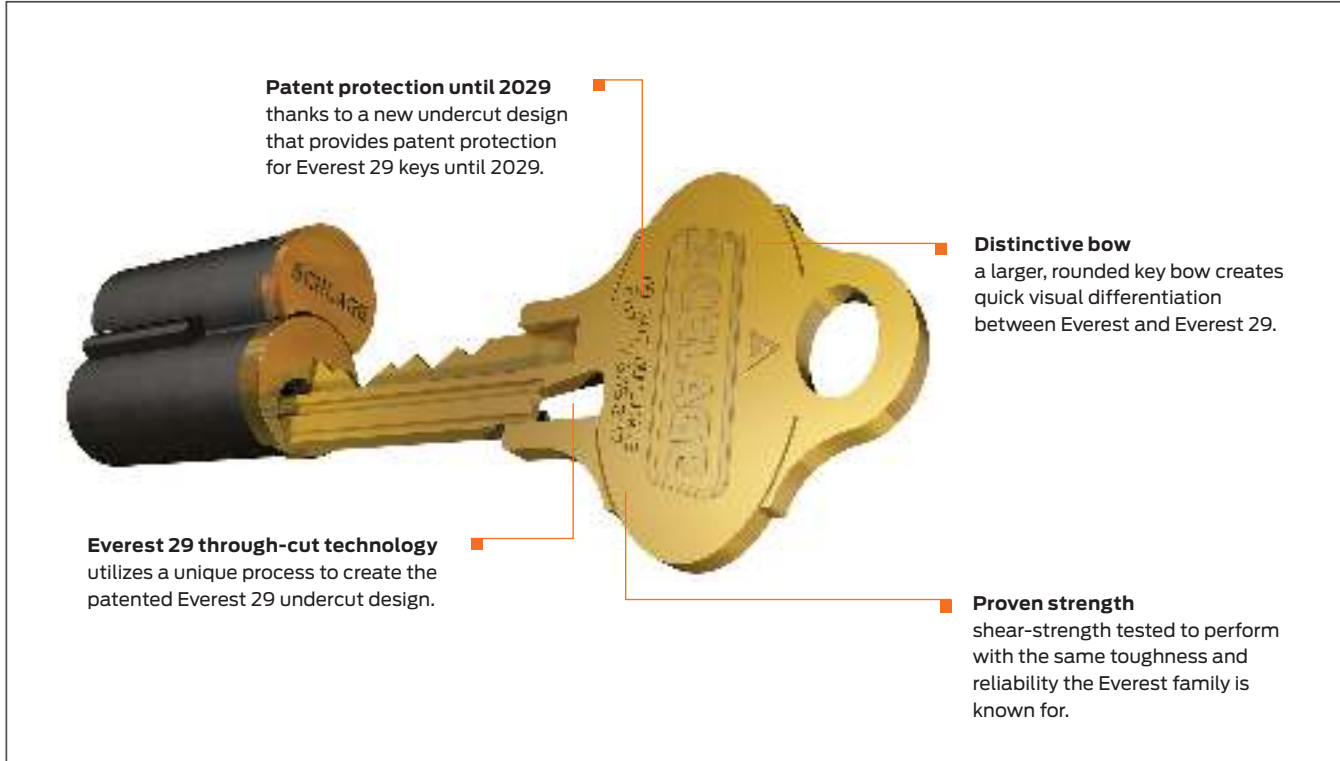 Patent protection until 2029
thanks to a new undercut design
that provides patent protection
for Everest 29 keys until 2029.
Distinctive bow
a larger, rounded key bow creates
quick visual differentiation
between Everest and Everest 29.
SCHLAGE
SCHLAGE
Everest 29 through-cut technology
utilizes a unique process to create the
patented Everest 29 undercut design.
Proven strength
shear-strength tested to perform
with the same toughness and
reliability the Everest family is
known for.